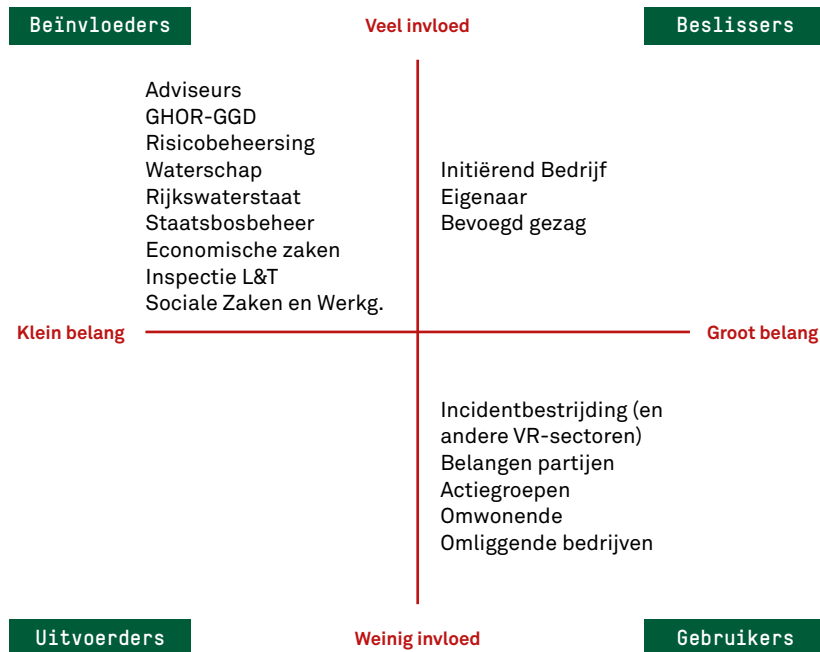 Beïnvloeders
Veel invloed
Beslissers
Adviseurs
GHOR-GGD
Risicobeheersing
Waterschap
Rijkswaterstaat
Staatsbosbeheer
Economische zaken
Inspectie L&T
Sociale Zaken en Werkg.
Initiërend Bedrijf
Eigenaar
Bevoegd gezag
Klein belang
Groot belang
Incidentbestrijding (en
andere VR-sectoren)
Belangen partijen
Actiegroepen
Omwonende
Omliggende bedrijven
Uitvoerders
Weinig invloed
Gebruikers